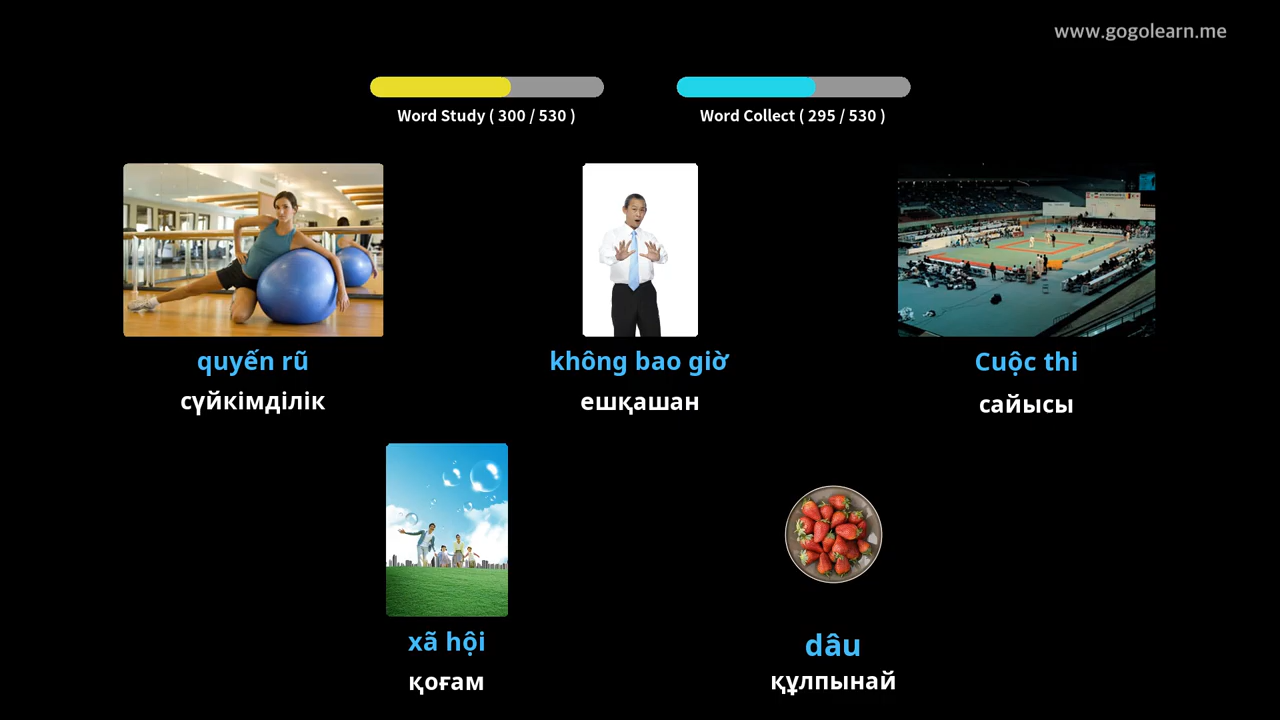 www.gogolearn.me
Word Study ( 300 / 530 )
Word Collect ( 295 / 530 )
quyến rũ
сүйкімділік
không bao giờ
ешқашан
Cuộc thi
сайысы
xã hội
қоғам
dâu
құлпынай